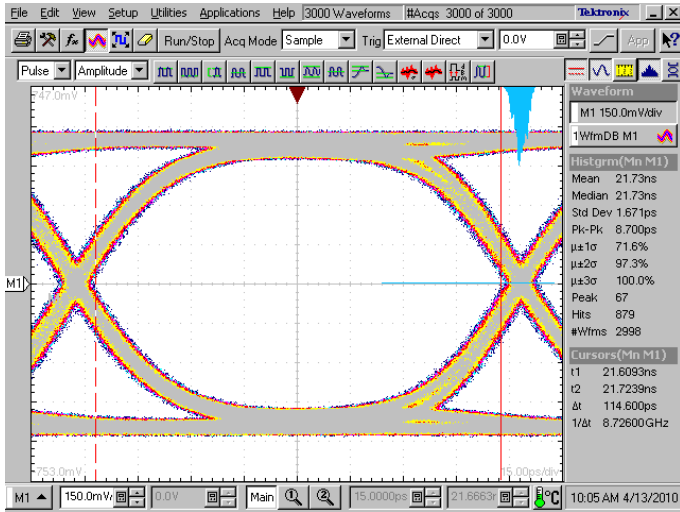 File Edit View Setup Utilities Applications Help 3000 Waveforms #Acqs 3000 of 3000 Tektronix
Run/Stop Acq Mode Sample Trig External Direct 0.0V App
Pulse Amplitude
747.0mV
Waveform
M1 150.0mV/div
1WfmDB M1
Histgrm(Mn M1)
Mean 21.73ns
Median 21.73ns
Std Dev 1.671ps
Pk-Pk 8.700ps
µ±1σ 71.6%
µ±2σ 97.3%
µ±3σ 100.0%
Peak 67
Hits 879
#Wfms 2998
Cursors(Mn M1)
t1 21.6093ns
t2 21.7239ns
Δt 114.600ps
1/Δt 8.72600GHz
M1
-753.0mV 15.00ps/div
M1 150.0mV/ 0.0V Main 15.0000ps 21.6663r °C 10:05 AM 4/13/2010